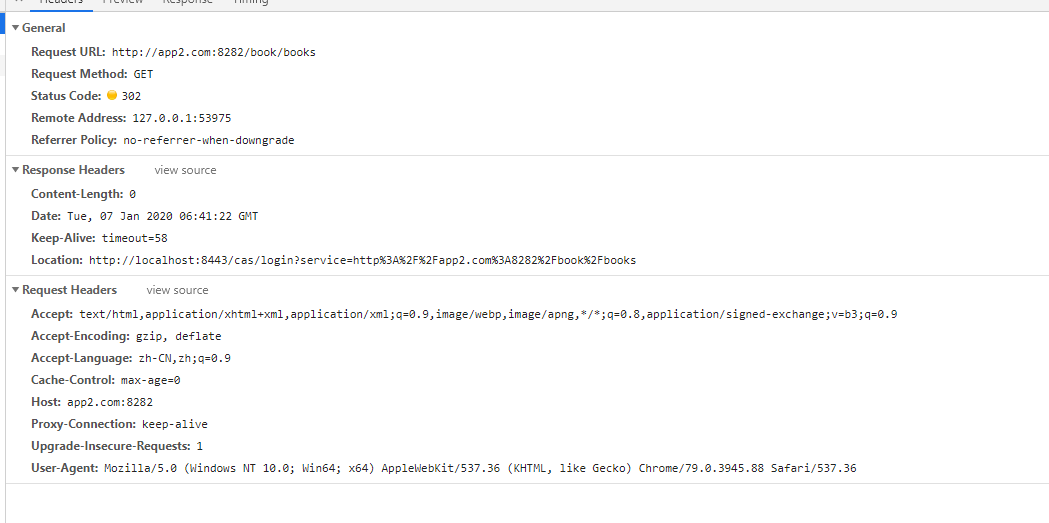 Headers Preview Response Timing
General
Request URL: http://app2.com:8282/book/books
Request Method: GET
Status Code: 302
Remote Address: 127.0.0.1:53975
Referrer Policy: no-referrer-when-downgrade
Response Headers view source
Content-Length: 0
Date: Tue, 07 Jan 2020 06:41:22 GMT
Keep-Alive: timeout=58
Location: http://localhost:8443/cas/login?service=http%3A%2F%2Fapp2.com%3A8282%2Fbook%2Fbooks
Request Headers view source
Accept: text/html,application/xhtml+xml,application/xml;q=0.9,image/webp,image/apng,*/*;q=0.8,application/signed-exchange;v=b3;q=0.9
Accept-Encoding: gzip, deflate
Accept-Language: zh-CN,zh;q=0.9
Cache-Control: max-age=0
Host: app2.com:8282
Proxy-Connection: keep-alive
Upgrade-Insecure-Requests: 1
User-Agent: Mozilla/5.0 (Windows NT 10.0; Win64; x64) AppleWebKit/537.36 (KHTML, like Gecko) Chrome/79.0.3945.88 Safari/537.36